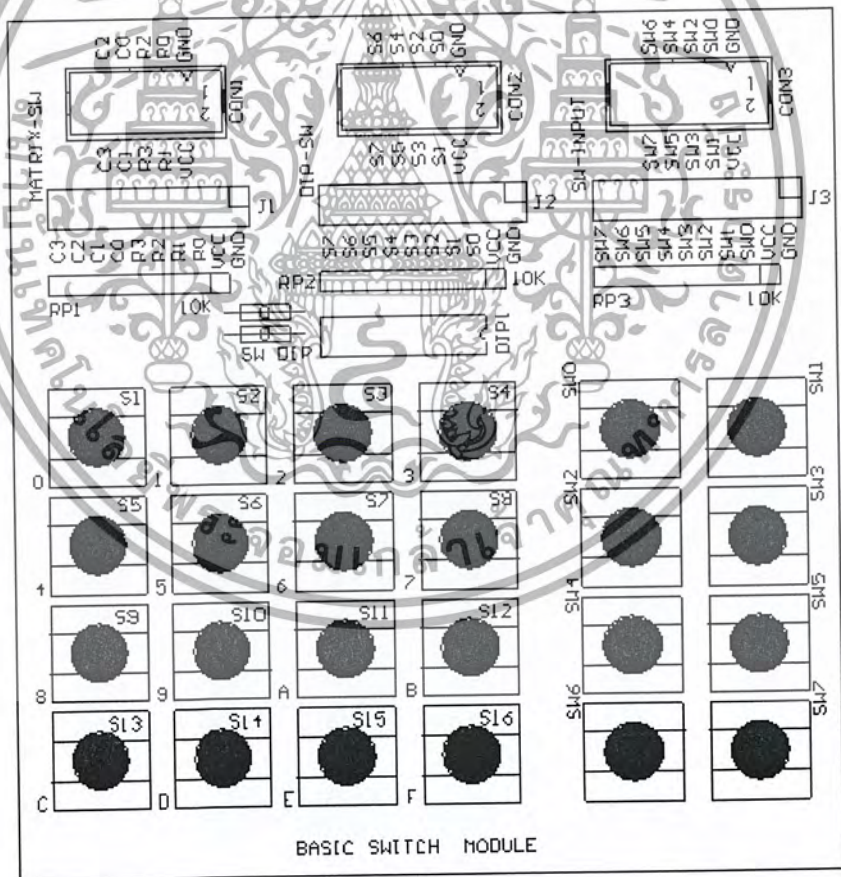 C2 C0 R2 R0 GND
MATRIX-SW
1
2
CON1
C3 C1 R3 R1 VCC
J1
C3 C2 C1 C0 R3 R2 R1 R0 VCC GND
RP1 10K
S6 S4 S2 S0 GND
DIP-SW
1
2
CON2
S7 S5 S3 S1 VCC
J2
S7 S6 S5 S4 S3 S2 S1 S0 VCC GND
RP2 10K
SW DIP
DIP1
SW6 SW4 SW2 SW0 GND
SW-INPUT
1
2
CON3
SW7 SW5 SW3 SW1 VCC
J3
SW7 SW6 SW5 SW4 SW3 SW2 SW1 SW0 VCC GND
RP3 10K
S1 S2 S3 S4 SW0 SW1
0 1 2 3
S5 S6 S7 S8 SW2 SW3
4 5 6 7
S9 S10 S11 S12 SW4 SW5
8 9 A B
S13 S14 S15 S16 SW6 SW7
C D E F
BASIC SWITCH MODULE